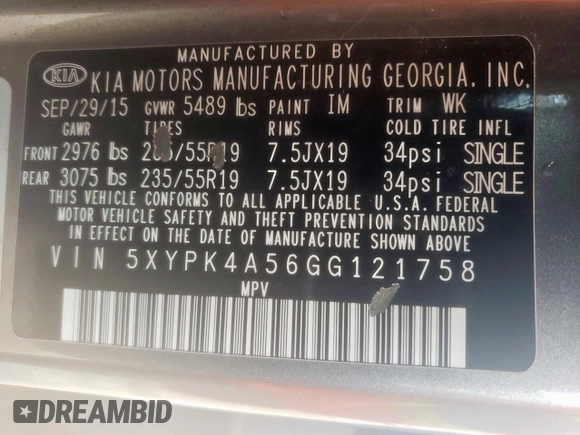 MANUFACTURED BY
KIA KIA MOTORS MANUFACTURING GEORGIA, INC.
SEP/29/15 GVWR 5489 lbs PAINT IM TRIM WK
GAWR TIRES RIMS COLD TIRE INFL
FRONT 2976 lbs /55R19 7.5JX19 34psi SINGLE
REAR 3075 lbs 235/55R19 7.5JX19 34psi SINGLE
THIS VEHICLE CONFORMS TO ALL APPLICABLE U.S.A. FEDERAL
MOTOR VEHICLE SAFETY AND THEFT PREVENTION STANDARDS
IN EFFECT ON THE DATE OF MANUFACTURE SHOWN ABOVE
VIN 5XYPK4A56GG121758
MPV
DREAMBID